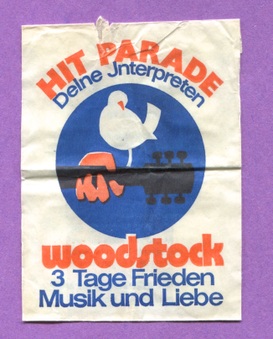 HIT PARADE
Deine Jnterpreten
woodstock
3 Tage Frieden
Musik und Liebe